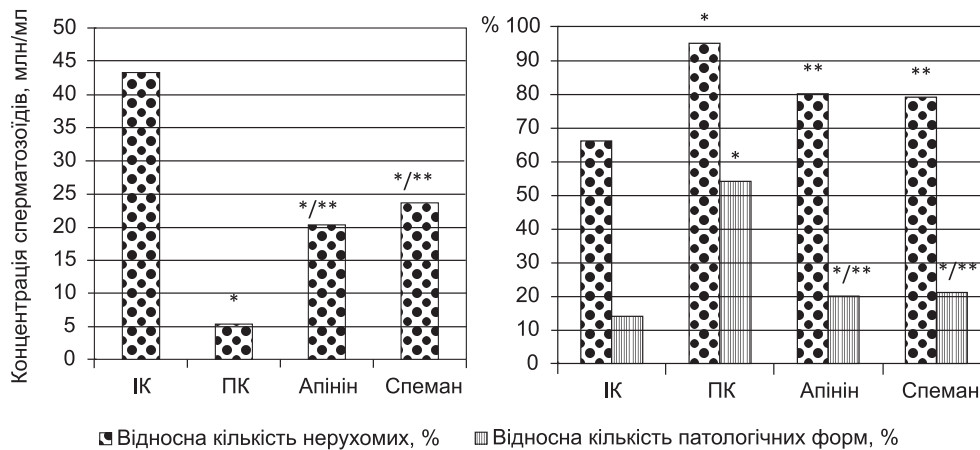 Концентрація сперматозоїдів, млн/мл
50
45
40
35
30
25
20
15
10
5
0
*
*/**
*/**
ІК
ПК
Апінін
Спеман
% 100
90
80
70
60
50
40
30
20
10
0
*
*
**
*/**
**
*/**
ІК
ПК
Апінін
Спеман
Відносна кількість нерухомих, %
Відносна кількість патологічних форм, %